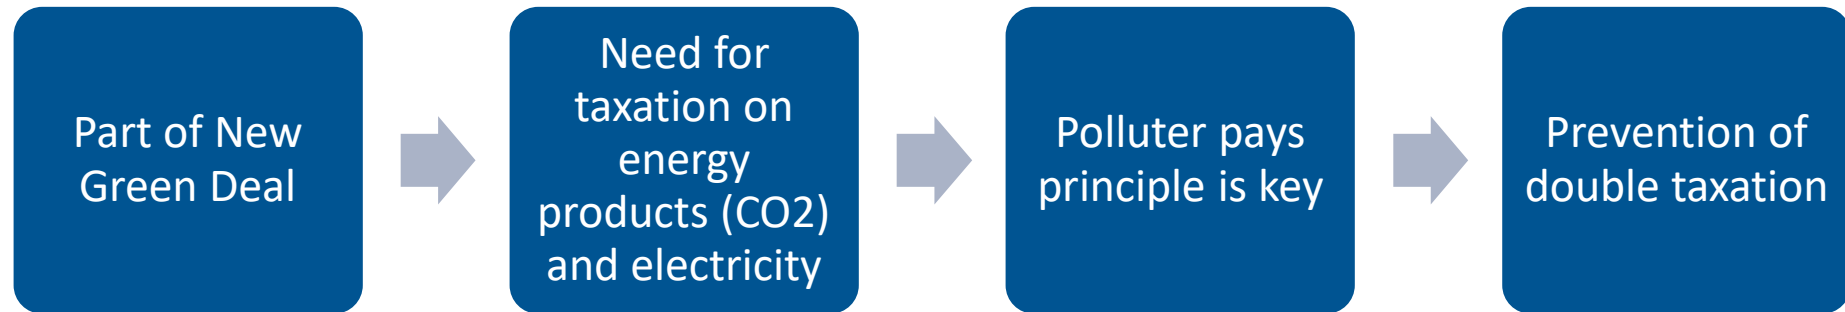 Part of New
Green Deal
Need for
taxation on
energy
products (CO2)
and electricity
Polluter pays
principle is key
Prevention of
double taxation